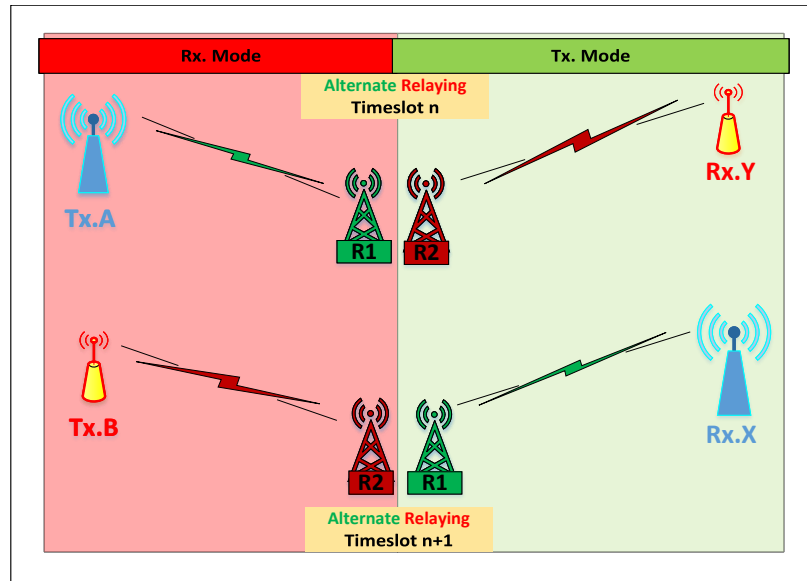 Rx. Mode
Tx. Mode
Alternate Relaying
Timeslot n
Tx.A
Rx.Y
R1
R2
Tx.B
Rx.X
R2
R1
Alternate Relaying
Timeslot n+1